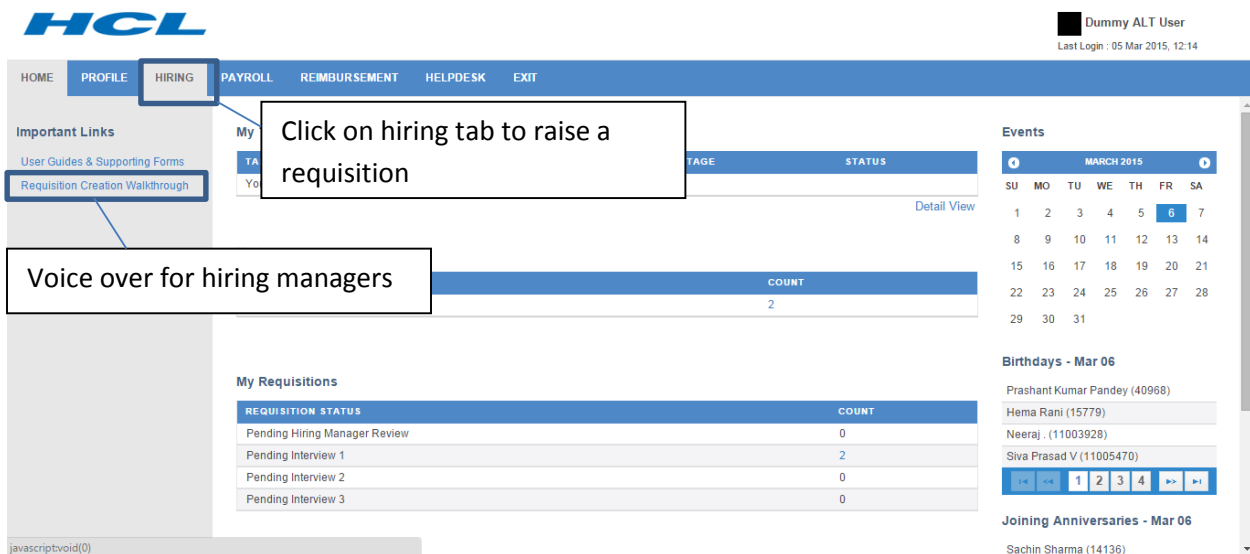 HCL
Dummy ALT User
Last Login : 05 Mar 2015, 12:14
HOME PROFILE HIRING PAYROLL REIMBURSEMENT HELPDESK EXIT
Important Links
User Guides & Supporting Forms
Requisition Creation Walkthrough
Click on hiring tab to raise a
requisition
Voice over for hiring managers
My
STATUS
Detail View
COUNT
2
My Requisitions
REQUISITION STATUS COUNT
Pending Hiring Manager Review 0
Pending Interview 1 2
Pending Interview 2 0
Pending Interview 3 0
Events
MARCH 2015
SU MO TU WE TH FR SA
1 2 3 4 5 6 7
8 9 10 11 12 13 14
15 16 17 18 19 20 21
22 23 24 25 26 27 28
29 30 31
Birthdays - Mar 06
Prashant Kumar Pandey (40968)
Hema Rani (15779)
Neeraj . (11003928)
Siva Prasad V (11005470)
1 2 3 4
Joining Anniversaries - Mar 06
Sachin Sharma (14136)
javascript:void(0)